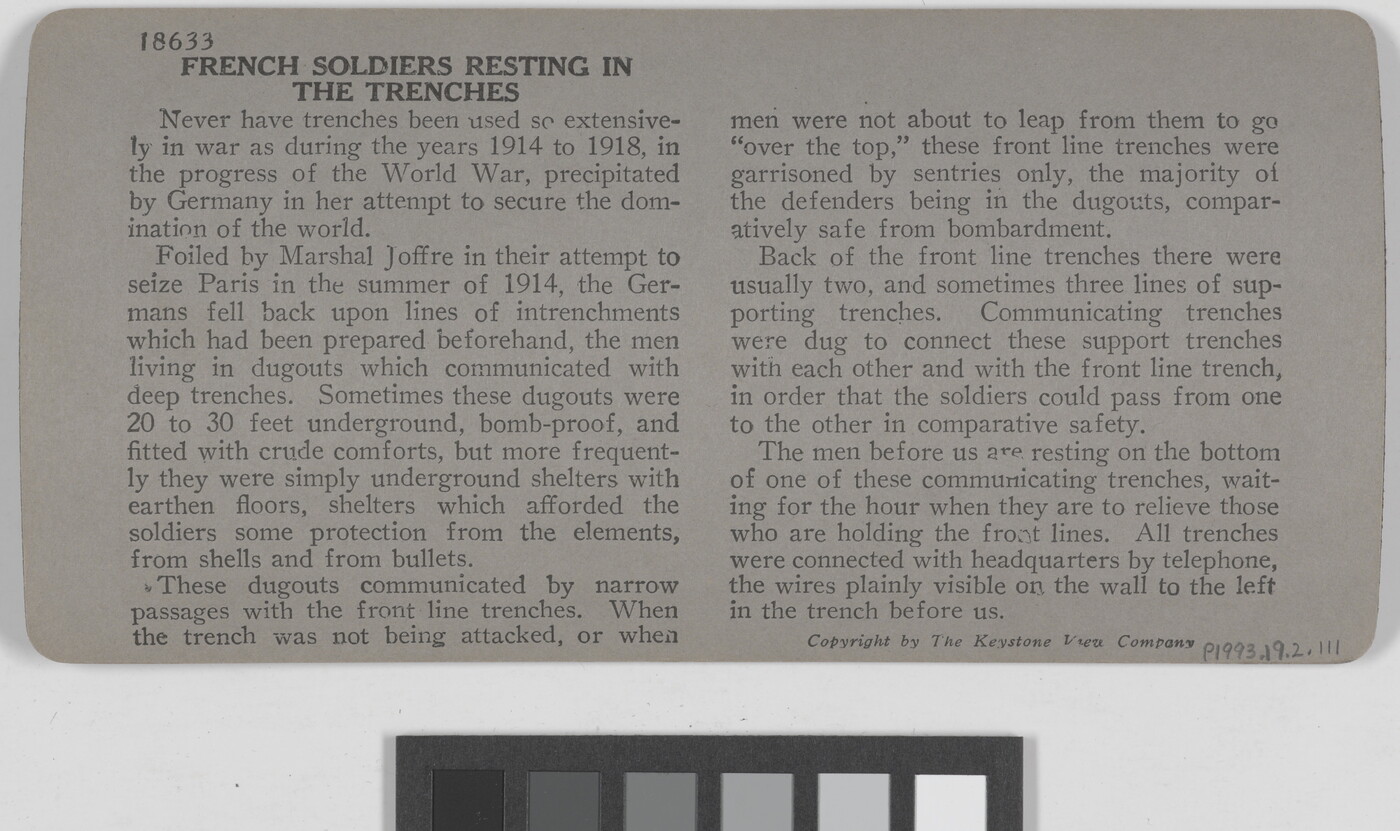 18633
FRENCH SOLDIERS RESTING IN
THE TRENCHES
Never have trenches been used so extensive-
ly in war as during the years 1914 to 1918, in
the progress of the World War, precipitated
by Germany in her attempt to secure the dom-
ination of the world.
Foiled by Marshal Joffre in their attempt to
seize Paris in the summer of 1914, the Ger-
mans fell back upon lines of intrenchments
which had been prepared beforehand, the men
living in dugouts which communicated with
deep trenches. Sometimes these dugouts were
20 to 30 feet underground, bomb-proof, and
fitted with crude comforts, but more frequent-
ly they were simply underground shelters with
earthen floors, shelters which afforded the
soldiers some protection from the elements,
from shells and from bullets.
These dugouts communicated by narrow
passages with the front line trenches. When
the trench was not being attacked, or when
men were not about to leap from them to go
“over the top,” these front line trenches were
garrisoned by sentries only, the majority of
the defenders being in the dugouts, compar-
atively safe from bombardment.
Back of the front line trenches there were
usually two, and sometimes three lines of sup-
porting trenches. Communicating trenches
were dug to connect these support trenches
with each other and with the front line trench,
in order that the soldiers could pass from one
to the other in comparative safety.
The men before us are resting on the bottom
of one of these communicating trenches, wait-
ing for the hour when they are to relieve those
who are holding the front lines. All trenches
were connected with headquarters by telephone,
the wires plainly visible on the wall to the left
in the trench before us.
Copyright by The Keystone View Company
P1993.19.2.111